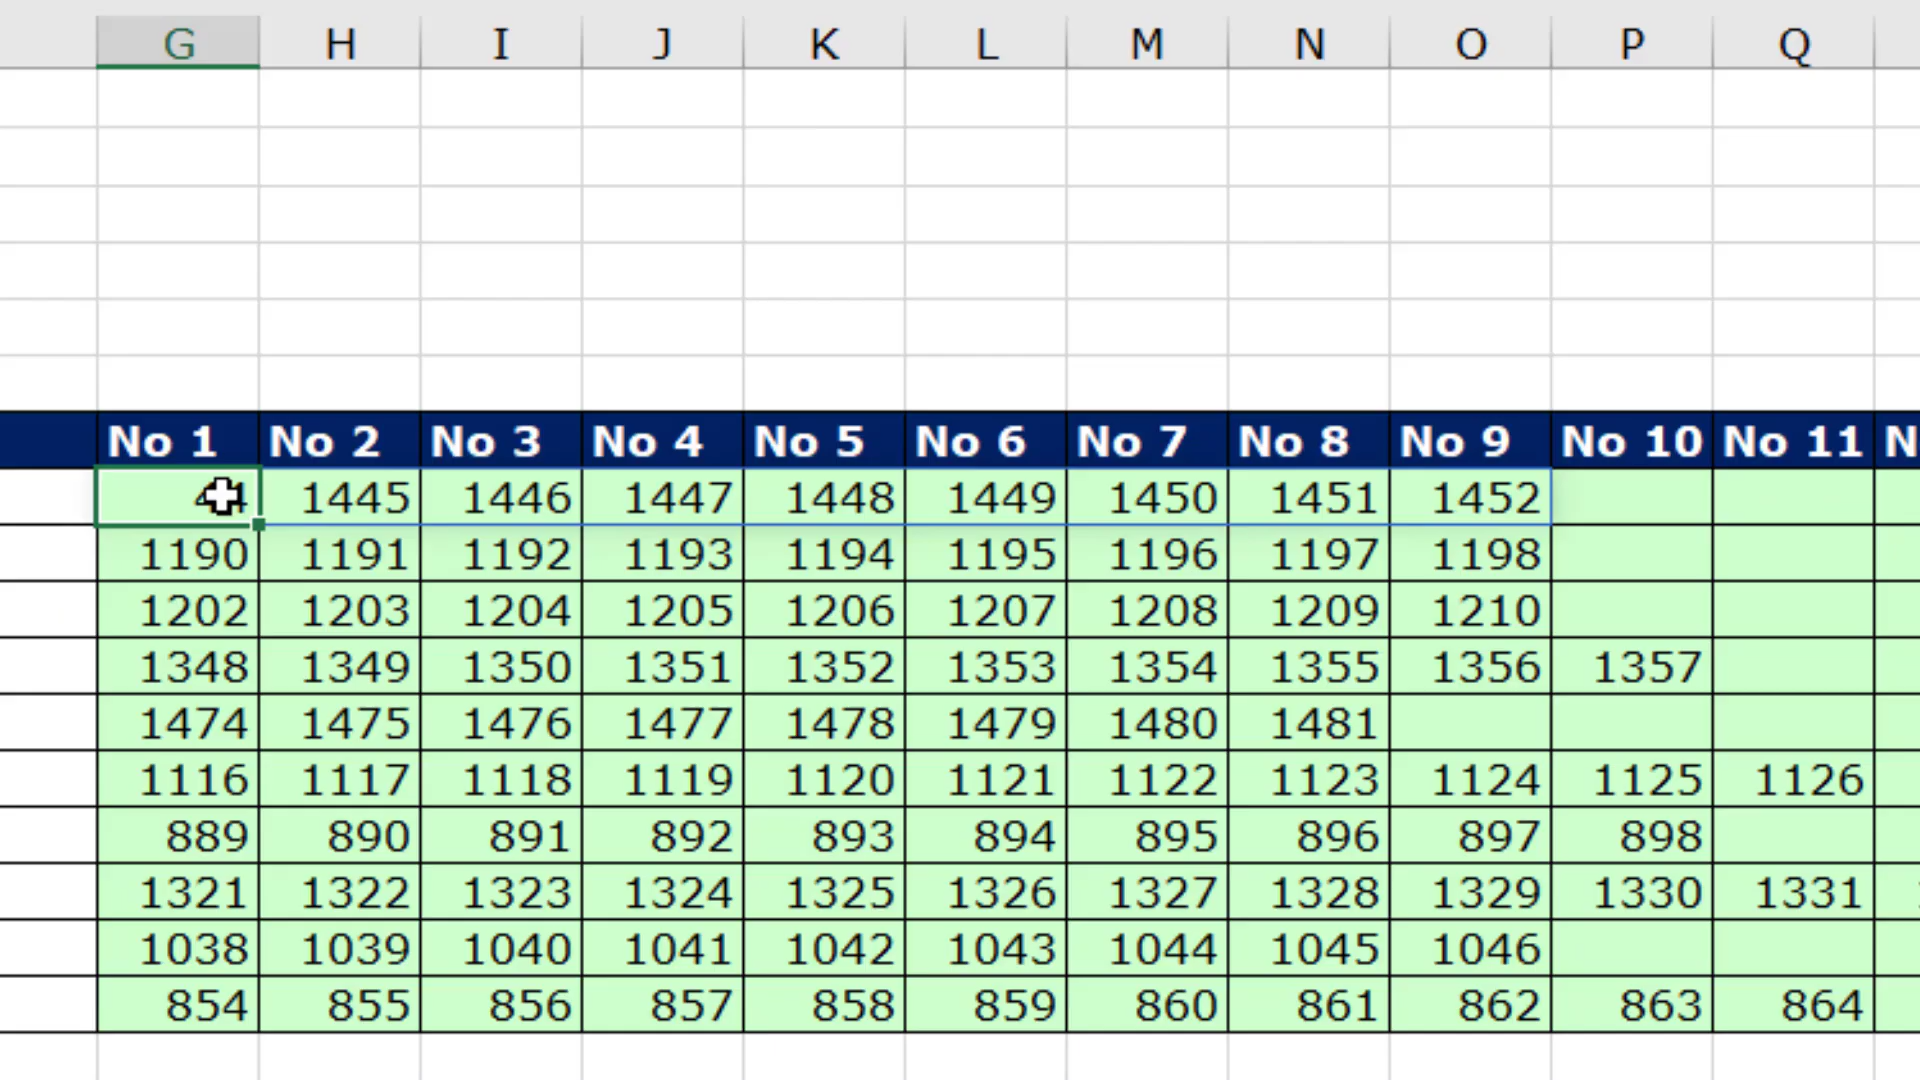 G H I J K L M N O P Q
No 1 No 2 No 3 No 4 No 5 No 6 No 7 No 8 No 9 No 10 No 11 N
1445 1446 1447 1448 1449 1450 1451 1452
1190 1191 1192 1193 1194 1195 1196 1197 1198
1202 1203 1204 1205 1206 1207 1208 1209 1210
1348 1349 1350 1351 1352 1353 1354 1355 1356 1357
1474 1475 1476 1477 1478 1479 1480 1481
1116 1117 1118 1119 1120 1121 1122 1123 1124 1125 1126
889 890 891 892 893 894 895 896 897 898
1321 1322 1323 1324 1325 1326 1327 1328 1329 1330 1331
1038 1039 1040 1041 1042 1043 1044 1045 1046
854 855 856 857 858 859 860 861 862 863 864